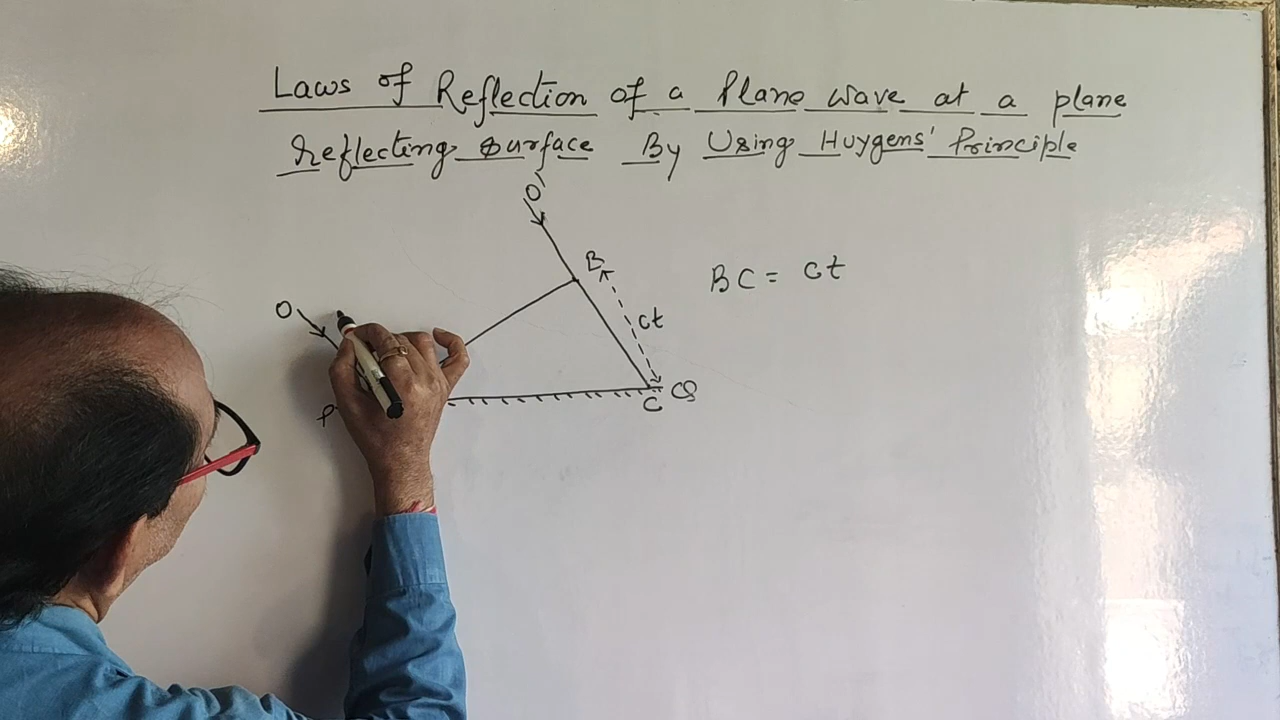 Laws of Reflection of a Plane wave at a plane
Reflecting surface By Using Huygens' Principle
O'
B
BC = ct
O
ct
P
C Q